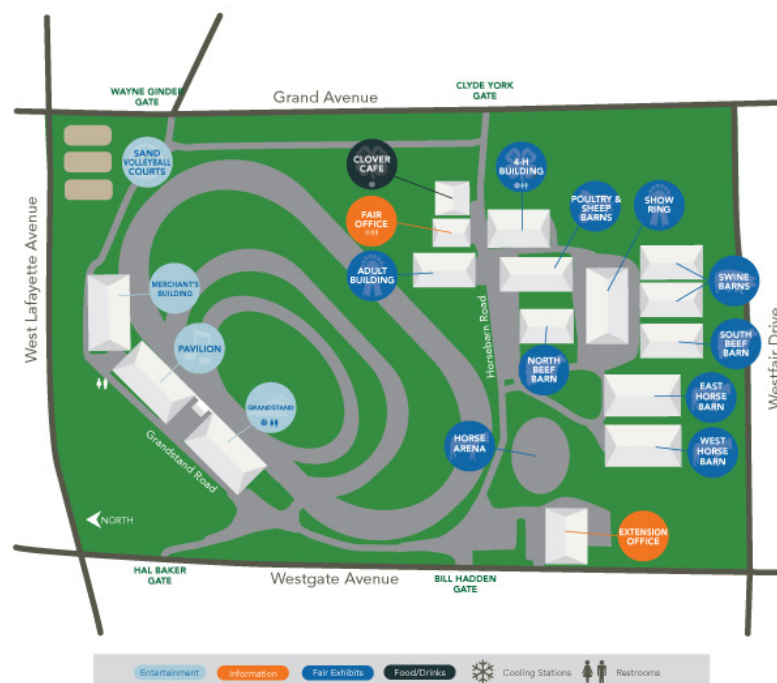 WAYNE GINDER
GATE
Grand Avenue
CLYDE YORK
GATE
SAND
VOLLEYBALL
COURTS
CLOVER
CAFE
4-H
BUILDING
FAIR
OFFICE
POULTRY &
SHEEP
BARNS
SHOW
RING
ADULT
BUILDING
SWINE
BARNS
West Lafayette Avenue
MERCHANT'S
BUILDING
PAVILION
Horsebarn Road
NORTH
BEEF
BARN
SOUTH
BEEF
BARN
Westfair Drive
EAST
HORSE
BARN
GRANDSTAND
Grandstand Road
HORSE
ARENA
WEST
HORSE
BARN
NORTH
EXTENSION
OFFICE
HAL BAKER
GATE
Westgate Avenue
BILL HADDEN
GATE
Entertainment
Information
Fair Exhibits
Food/Drinks
Cooling Stations
Restrooms